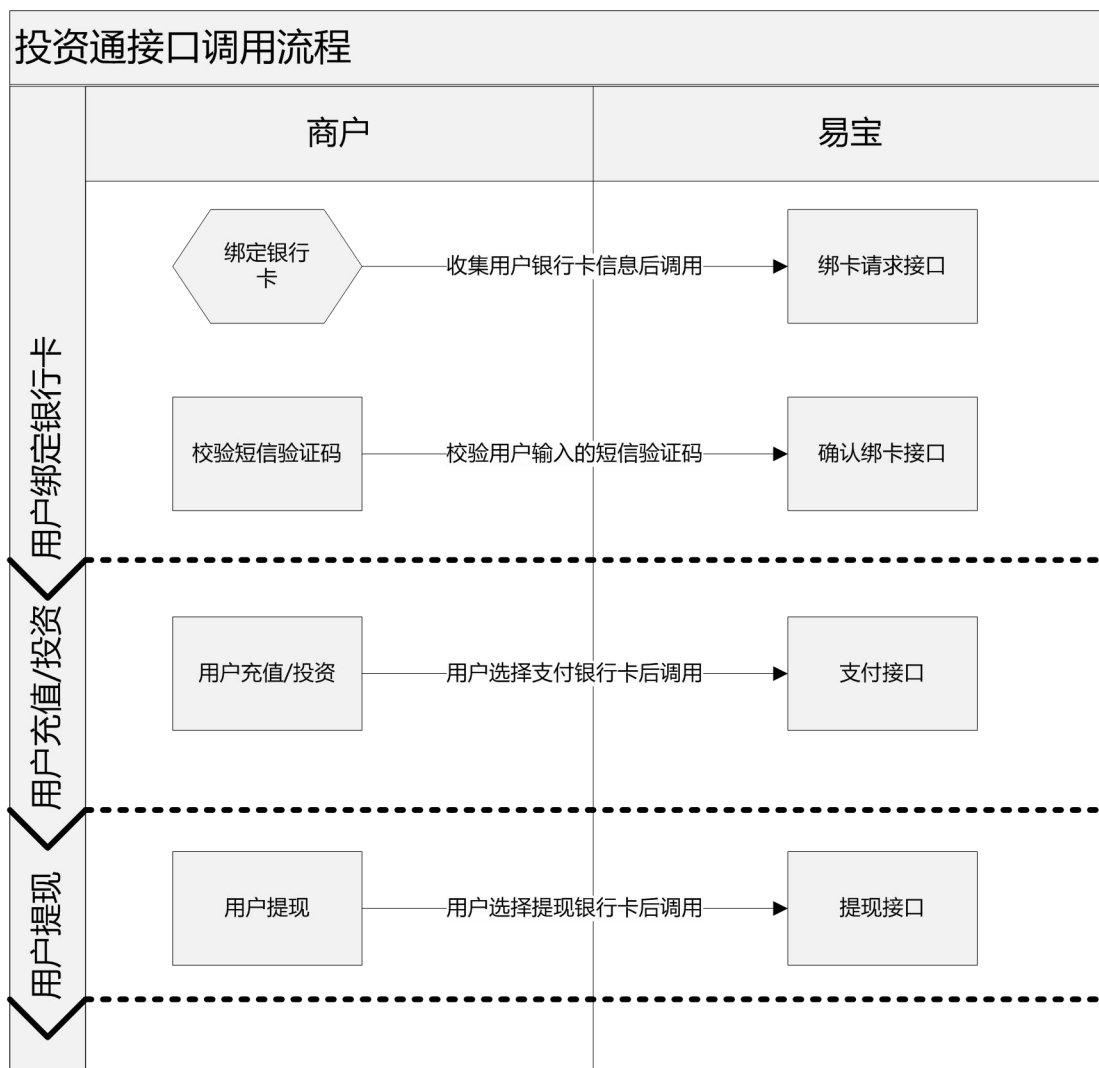 投资通接口调用流程
商户
易宝
用户绑定银行卡
绑定银行
卡
收集用户银行卡信息后调用
绑卡请求接口
校验短信验证码
校验用户输入的短信验证码
确认绑卡接口
用户充值/投资
用户充值/投资
用户选择支付银行卡后调用
支付接口
用户提现
用户提现
用户选择提现银行卡后调用
提现接口